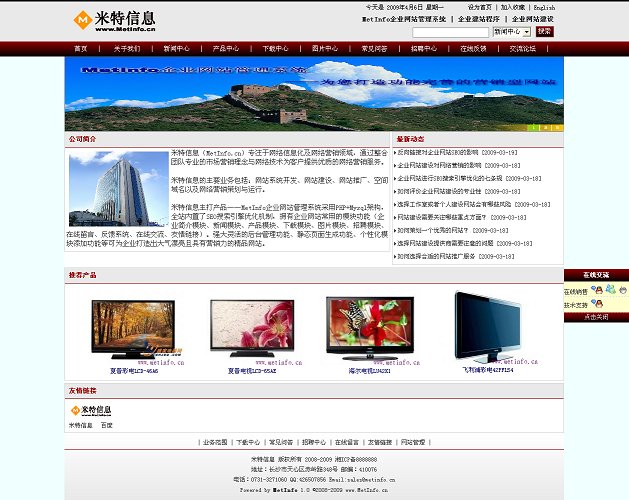 今天是 2009年4月6日 星期一
设为首页 | 加入收藏 | English
米特信息
www.MetInfo.cn
MetInfo企业网站管理系统 | 企业建站程序 | 企业网站建设
新闻中心
搜索
首页 | 关于我们 | 新闻中心 | 产品中心 | 下载中心 | 图片中心 | 常见问答 | 招聘中心 | 在线反馈 | 交流论坛 |
MetInfo企业网站管理系统
——为您打造功能完善的营销型网站
公司简介
米特信息（MetInfo.cn）专注于网络信息化及网络营销领域，通过整合
团队专业的市场营销理念与网络技术为客户提供优质的网络营销服务。
米特信息的主要业务包括：网站系统开发、网站建设、网站推广、空间
域名以及网络营销策划与运行。
米特信息主打产品——MetInfo企业网站管理系统采用PHP+Mysql架构，
全站内置了SEO搜索引擎优化机制，拥有企业网站常用的模块功能（企
业简介模块、新闻模块、产品模块、下载模块、图片模块、招聘模块、
在线留言、反馈系统、在线交流、友情链接）。强大灵活的后台管理功能、静态页面生成功能、个性化模
块添加功能等可为企业打造出大气漂亮且具有营销力的精品网站。
最新动态
反向链接对企业网站SEO的影响 [2009-03-19]
企业网站建设对网络营销的影响 [2009-03-18]
企业网站进行SEO搜索引擎优化的七条规 [2009-03-18]
如何评价企业网站建设的专业性 [2009-03-18]
选择工作室或者个人建设网站会有哪些风险 [2009-03-18]
网站建设需要关注哪些重点方面？ [2009-03-18]
如何策划一个优秀的网站？ [2009-03-18]
选择网站建设提供商需要注意的问题 [2009-03-18]
如何选择合适的网站推广服务 [2009-03-18]
推荐产品
www.metinfo.cn
www.metinfo.cn
www.metinfo.cn
www.metinfo.cn
夏普彩电LCD-46A6
夏普电视LCD-65AE
海尔电视LU42K1
飞利浦彩电42PFL54
在线交流
在线销售
技术支持
点击关闭
友情链接
米特信息
www.MetInfo.cn
米特信息 百度
| 业务范围 | 下载中心 | 常见问答 | 招聘中心 | 在线留言 | 友情链接 | 网站管理 |
米特信息 版权所有 2008-2009 湘ICP备8888888
地址：长沙市天心区赤岭路348号 邮编：410076
电话：0731-3271060 QQ:426507856 Email:sales@metinfo.cn
Powered by MetInfo 1.0 ©2008-2009 www.MetInfo.cn